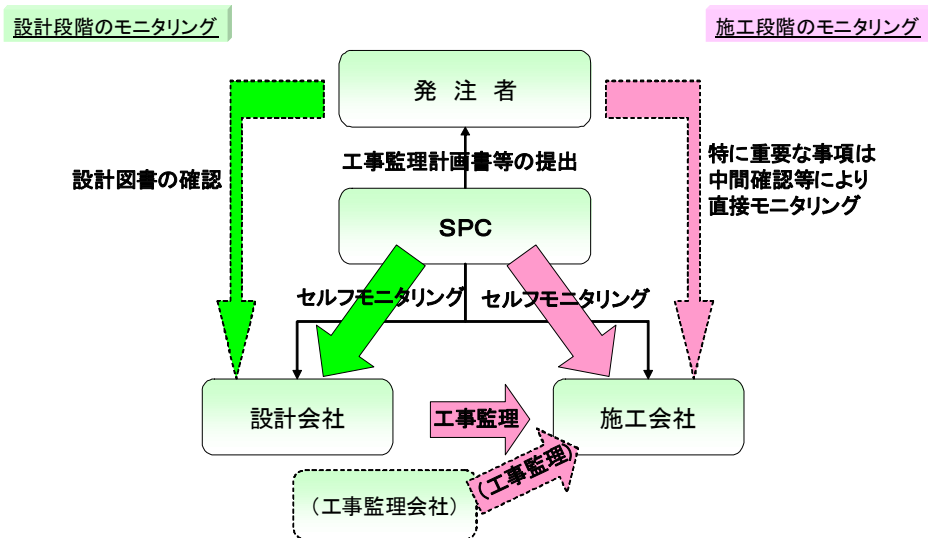 設計段階のモニタリング
施工段階のモニタリング
発 注 者
工事監理計画書等の提出
設計図書の確認
特に重要な事項は
中間確認等により
直接モニタリング
SPC
セルフモニタリング
セルフモニタリング
設計会社
工事監理
施工会社
（工事監理）
（工事監理会社）